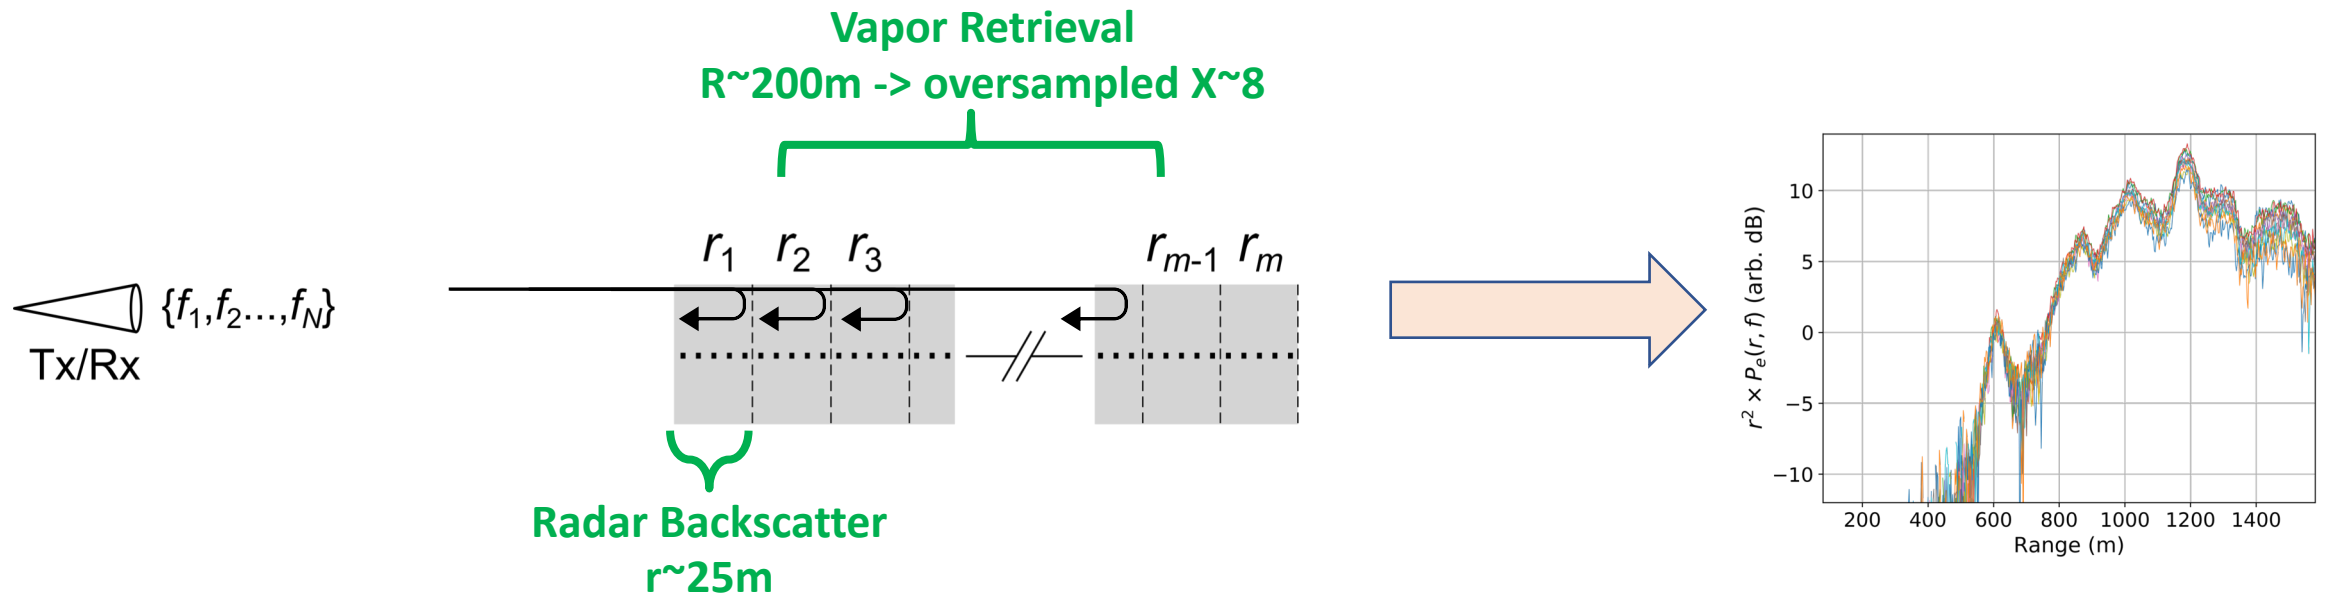 Vapor Retrieval
R~200m -> oversampled X~8
r1 r2 r3 rm-1 rm
{f1,f2...,fN}
Tx/Rx
Radar Backscatter
r~25m
r² × Pe(r, f) (arb. dB)
10
5
0
−5
−10
200 400 600 800 1000 1200 1400
Range (m)